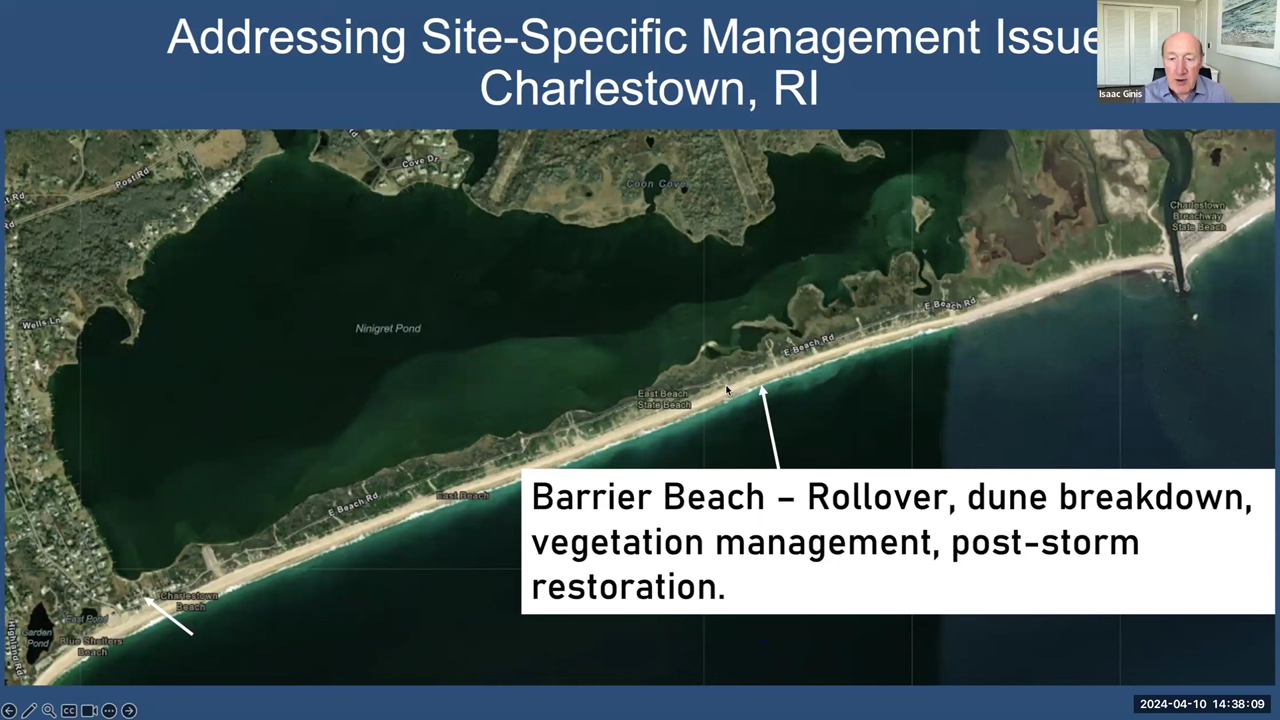 Addressing Site-Specific Management Issue
Charlestown, RI
Isaac Ginis
Cove Dr
Post Rd
Coon Cove
Charlestown
Breachway
State Beach
Wells Ln
Ninigret Pond
E Beach Rd
E Beach Rd
East Beach
State Beach
East Beach
E Beach Rd
Barrier Beach – Rollover, dune breakdown,
vegetation management, post-storm
restoration.
Charlestown
Beach
East Pond
Garden
Pond
Blue Shutters
Beach
Highland Rd
CC
2024-04-10 14:38:09